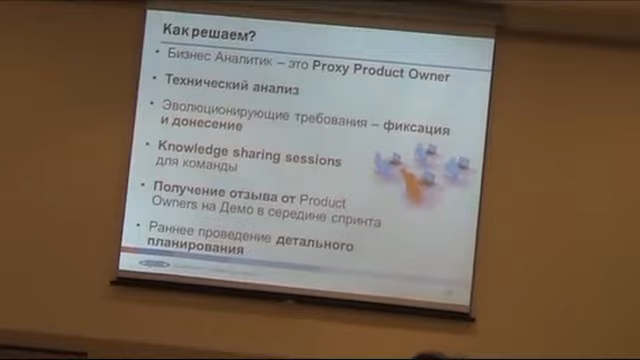 Как решаем?
• Бизнес Аналитик – это Proxy Product Owner
• Технический анализ
• Эволюционирующие требования – фиксация
и донесение
• Knowledge sharing sessions
для команды
• Получение отзыва от Product
Owners на Демо в середине спринта
• Раннее проведение детального
планирования